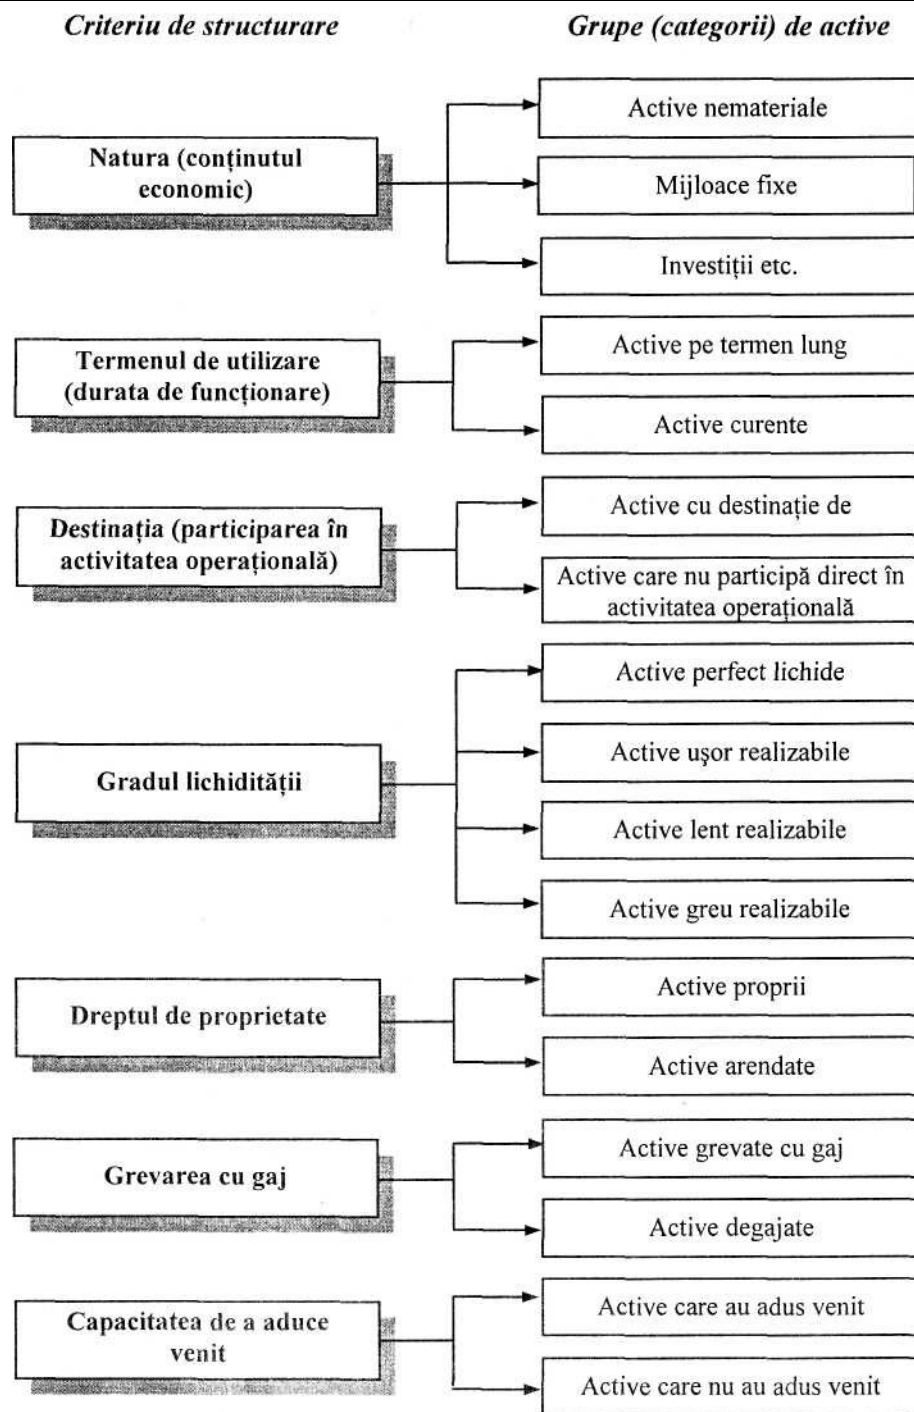 Criteriu de structurare
Grupe (categorii) de active
Natura (conținutul
economic)
Active nemateriale
Mijloace fixe
Investiții etc.
Termenul de utilizare
(durata de funcționare)
Active pe termen lung
Active curente
Destinația (participarea în
activitatea operațională)
Active cu destinație de
Active care nu participă direct în
activitatea operațională
Gradul lichidității
Active perfect lichide
Active ușor realizabile
Active lent realizabile
Active greu realizabile
Dreptul de proprietate
Active proprii
Active arendate
Grevarea cu gaj
Active grevate cu gaj
Active degajate
Capacitatea de a aduce
venit
Active care au adus venit
Active care nu au adus venit